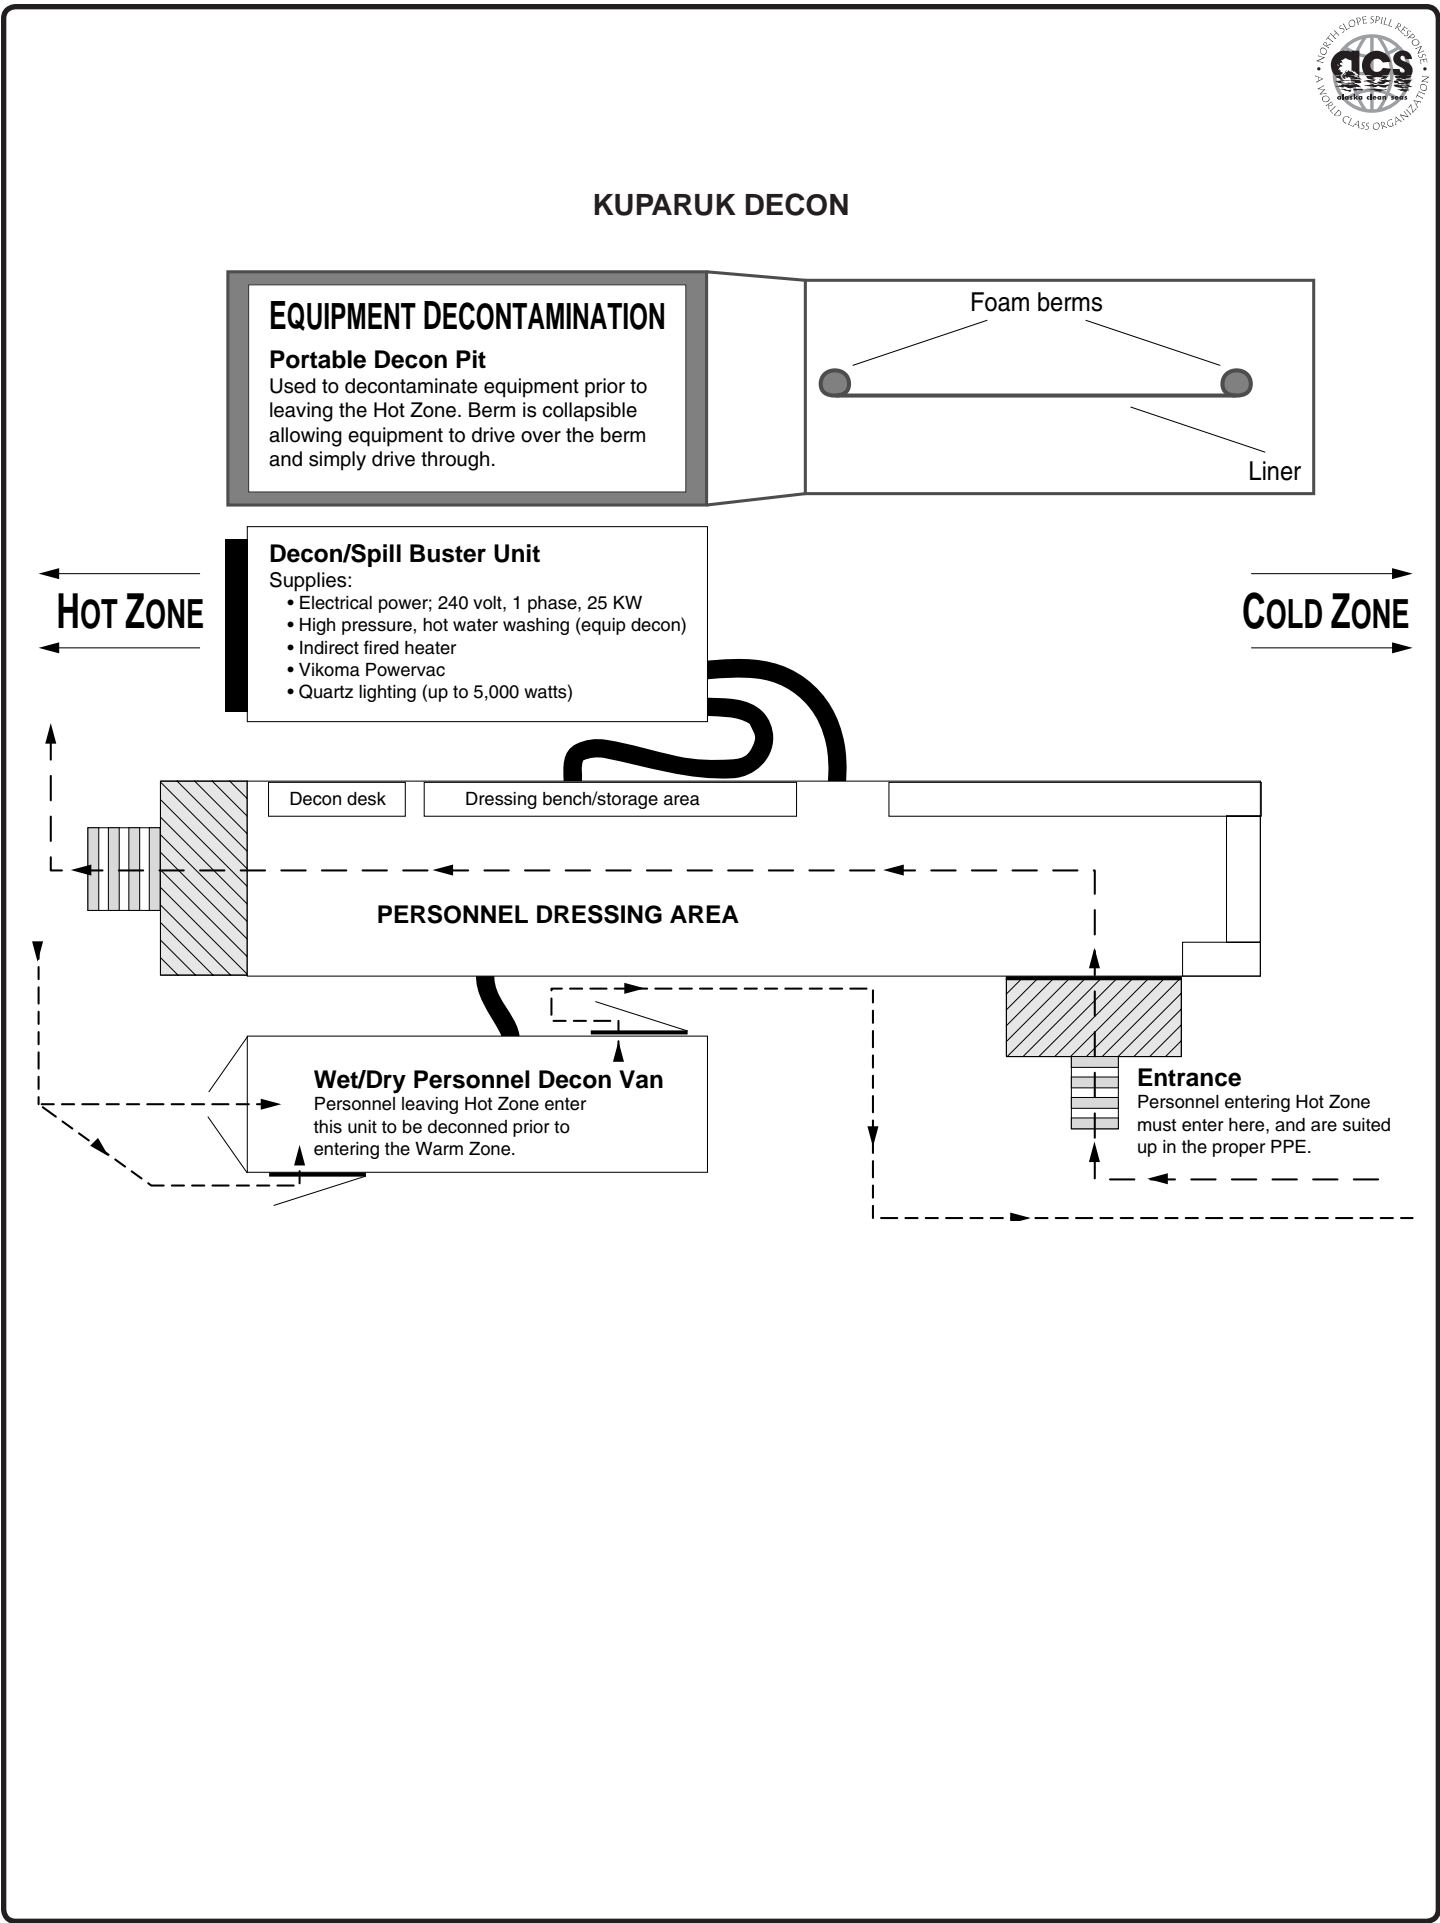 • NORTH SLOPE SPILL RESPONSE •
acs
alaska clean seas
A WORLD CLASS ORGANIZATION
KUPARUK DECON
EQUIPMENT DECONTAMINATION
Portable Decon Pit
Used to decontaminate equipment prior to
leaving the Hot Zone. Berm is collapsible
allowing equipment to drive over the berm
and simply drive through.
Foam berms
Liner
Decon/Spill Buster Unit
Supplies:
• Electrical power; 240 volt, 1 phase, 25 KW
• High pressure, hot water washing (equip decon)
• Indirect fired heater
• Vikoma Powervac
• Quartz lighting (up to 5,000 watts)
HOT ZONE
COLD ZONE
Decon desk
Dressing bench/storage area
PERSONNEL DRESSING AREA
Wet/Dry Personnel Decon Van
Personnel leaving Hot Zone enter
this unit to be deconned prior to
entering the Warm Zone.
Entrance
Personnel entering Hot Zone
must enter here, and are suited
up in the proper PPE.